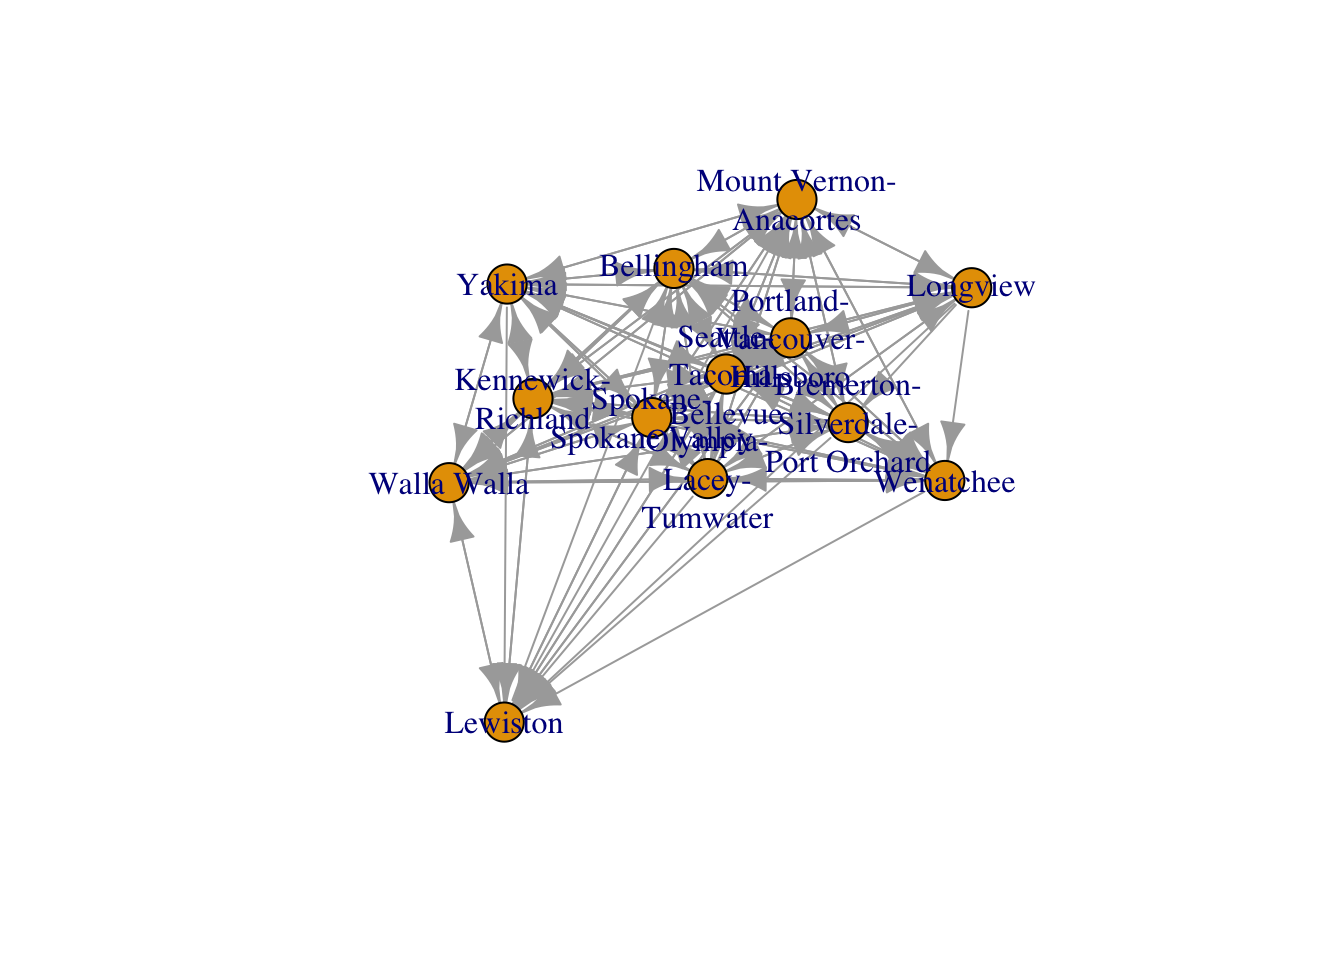 Mount Vernon-
Anacortes
Bellingham
Yakima
Longview
Portland-
Vancouver-
Hillsboro
Seattle-
Tacoma-
Bellevue
Kennewick-
Richland
Spokane-
Spokane Valley
Bremerton-
Silverdale-
Port Orchard
Olympia-
Lacey-
Tumwater
Walla Walla
Wenatchee
Lewiston